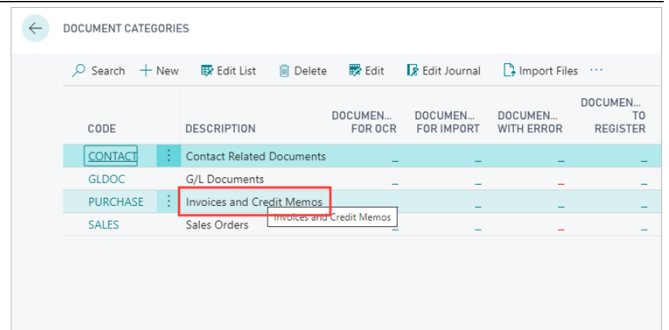 DOCUMENT CATEGORIES
Search + New Edit List Delete Edit Edit Journal Import Files ...
DOCUMEN...
DOCUMEN... DOCUMEN... DOCUMEN... TO
CODE DESCRIPTION FOR OCR FOR IMPORT WITH ERROR REGISTER
CONTACT Contact Related Documents – – – –
GLDOC G/L Documents – – – –
PURCHASE Invoices and Credit Memos – – –
Invoices and Credit Memos
SALES Sales Orders – – – –